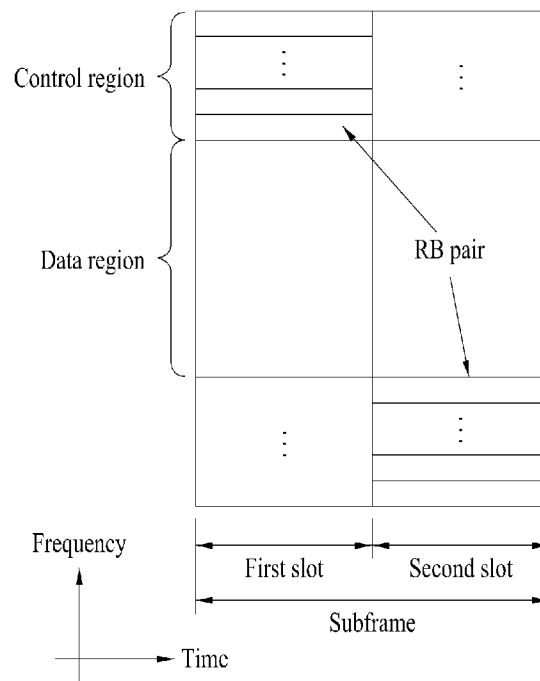 Control region
Data region
RB pair
Frequency
First slot
Second slot
Subframe
Time